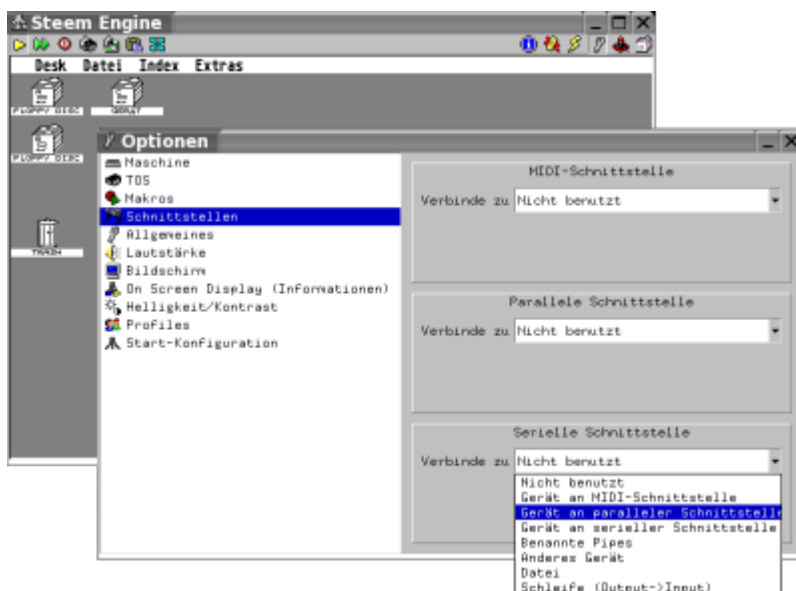 Steem Engine
Desk Datei Index Extras
FLOPPY DISC
GERÄT
FLOPPY DISC
TRASH
Optionen
Maschine
TOS
Makros
Schnittstellen
Allgemeines
Lautstärke
Bildschirm
On Screen Display (Informationen)
Helligkeit/Kontrast
Profiles
Start-Konfiguration
MIDI-Schnittstelle
Verbinde zu Nicht benutzt
Parallele Schnittstelle
Verbinde zu Nicht benutzt
Serielle Schnittstelle
Verbinde zu Nicht benutzt
Nicht benutzt
Gerät an MIDI-Schnittstelle
Gerät an paralleler Schnittstelle
Gerät an serieller Schnittstelle
Benannte Pipes
Anderes Gerät
Datei
Schleife (Output->Input)